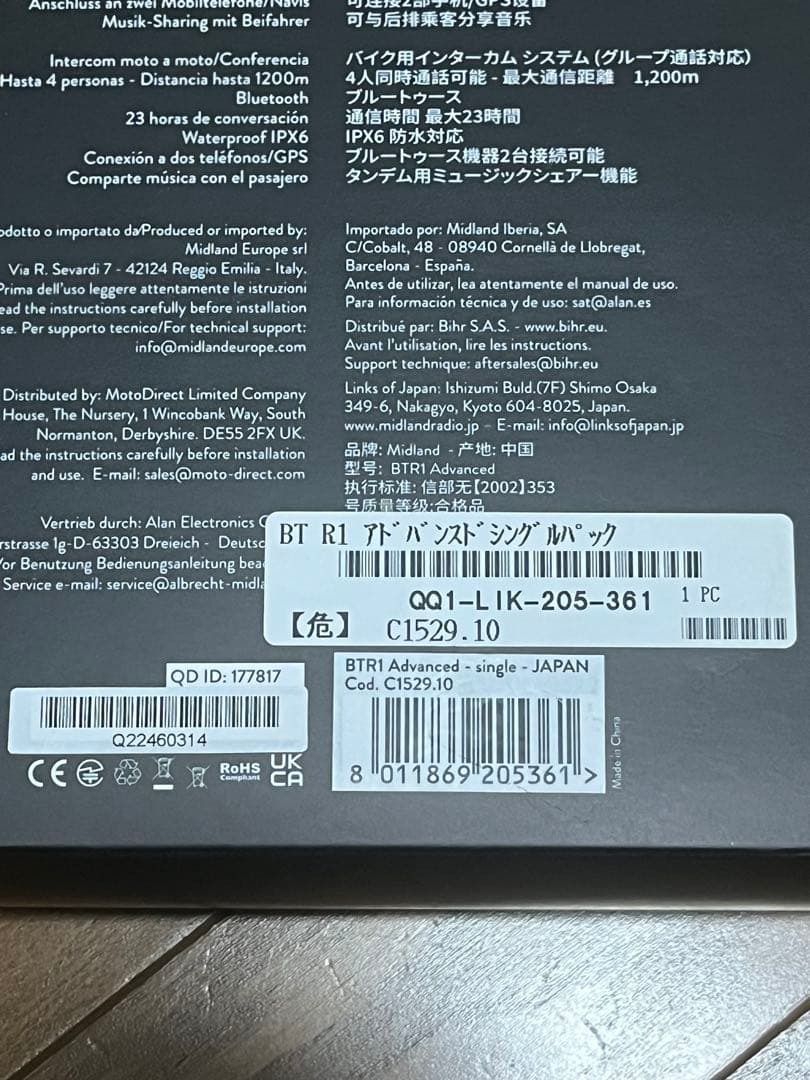 Anschluss an zwei Mobiltelefone/Navis
Musik-Sharing mit Beifahrer
可连接2部手机/GPS设备
可与后排乘客分享音乐
Intercom moto a moto/Conferencia
Hasta 4 personas - Distancia hasta 1200m
Bluetooth
23 horas de conversación
Waterproof IPX6
Conexión a dos teléfonos/GPS
Comparte música con el pasajero
バイク用インターカム システム (グループ通話対応)
4人同時通話可能 - 最大通信距離 1,200m
ブルートゥース
通信時間 最大23時間
IPX6 防水対応
ブルートゥース機器2台接続可能
タンデム用ミュージックシェアー機能
odotto o importato da/Produced or imported by:
Midland Europe srl
Via R. Sevardi 7 - 42124 Reggio Emilia - Italy.
Prima dell'uso leggere attentamente le istruzioni
ead the instructions carefully before installation
se. Per supporto tecnico/For technical support:
info@midlandeurope.com
Distributed by: MotoDirect Limited Company
House, The Nursery, 1 Wincobank Way, South
Normanton, Derbyshire. DE55 2FX UK.
ad the instructions carefully before installation
and use. E-mail: sales@moto-direct.com
Vertrieb durch: Alan Electronics G
rstrasse 1g-D-63303 Dreieich - Deutsc
or Benutzung Bedienungsanleitung bea
Service e-mail: service@albrecht-midla
Importado por: Midland Iberia, SA
C/Cobalt, 48 - 08940 Cornellà de Llobregat,
Barcelona - España.
Antes de utilizar, lea atentamente el manual de uso.
Para información técnica y de uso: sat@alan.es
Distribué par: Bihr S.A.S. - www.bihr.eu.
Avant l'utilisation, lire les instructions.
Support technique: aftersales@bihr.eu
Links of Japan: Ishizumi Buld.(7F) Shimo Osaka
349-6, Nakagyo, Kyoto 604-8025, Japan.
www.midlandradio.jp - E-mail: info@linksofjapan.jp
品牌: Midland - 产地: 中国
型号: BTR1 Advanced
执行标准: 信部无【2002】353
号质量等级:合格品
BT R1 アドバンスドシングルパック
QQ1-LIK-205-361 1 PC
【危】 C1529.10
QD ID: 177817
Q22460314
BTR1 Advanced - single - JAPAN
Cod. C1529.10
8 011869 205361 >
Made in China
CE
RoHS
Compliant
UK
CA